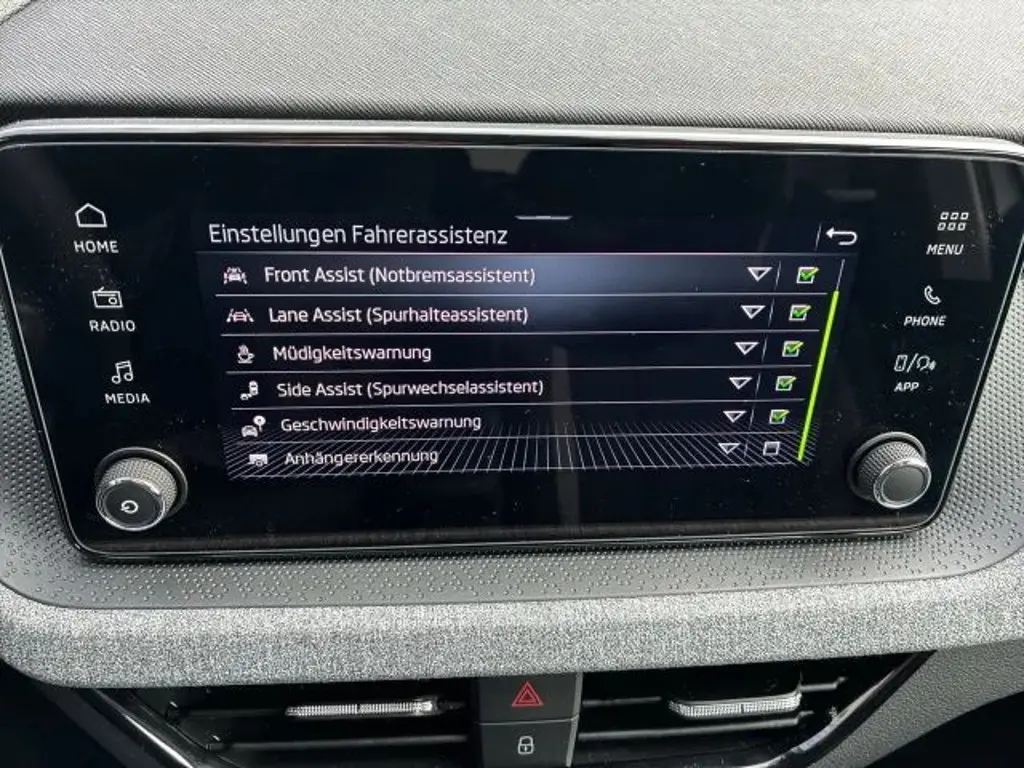 HOME
RADIO
MEDIA
Einstellungen Fahrerassistenz
Front Assist (Notbremsassistent)
Lane Assist (Spurhalteassistent)
Müdigkeitswarnung
Side Assist (Spurwechselassistent)
Geschwindigkeitswarnung
Anhängererkennung
MENU
PHONE
APP